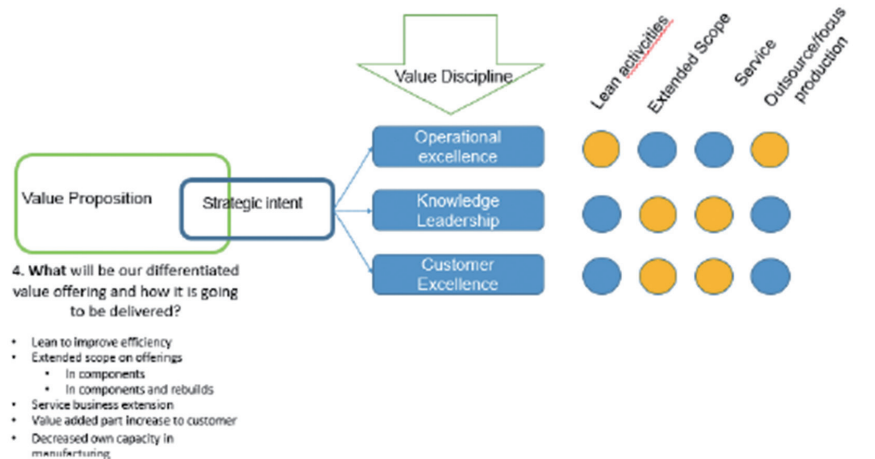 Value Discipline
Lean activcities
Extended Scope
Service
Outsource/focus
production
Operational
excellence
Value Proposition
Strategic intent
Knowledge
Leadership
Customer
Excellence
4. What will be our differentiated
value offering and how it is going
to be delivered?
• Lean to improve efficiency
• Extended scope on offerings
• In components
• In components and rebuilds
• Service business extension
• Value added part increase to customer
• Decreased own capacity in
manufacturing